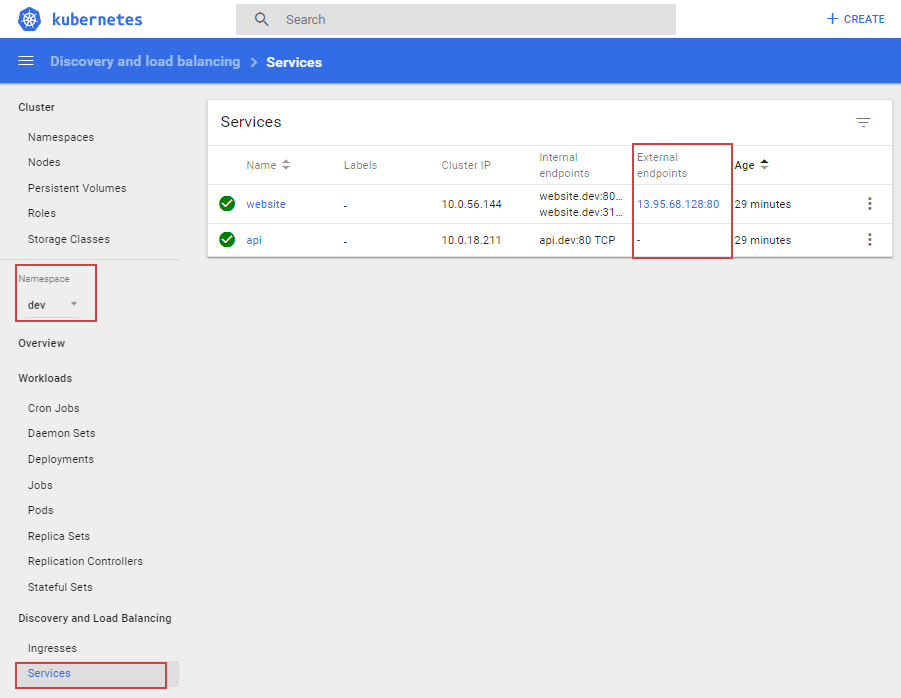 kubernetes
Search
+ CREATE
Discovery and load balancing > Services
Cluster
Namespaces
Nodes
Persistent Volumes
Roles
Storage Classes
Namespace
dev
Overview
Workloads
Cron Jobs
Daemon Sets
Deployments
Jobs
Pods
Replica Sets
Replication Controllers
Stateful Sets
Discovery and Load Balancing
Ingresses
Services
Services
Name Labels Cluster IP Internal endpoints External endpoints Age
website - 10.0.56.144 website.dev:80... 13.95.68.128:80 29 minutes
website.dev:31...
api - 10.0.18.211 api.dev:80 TCP - 29 minutes